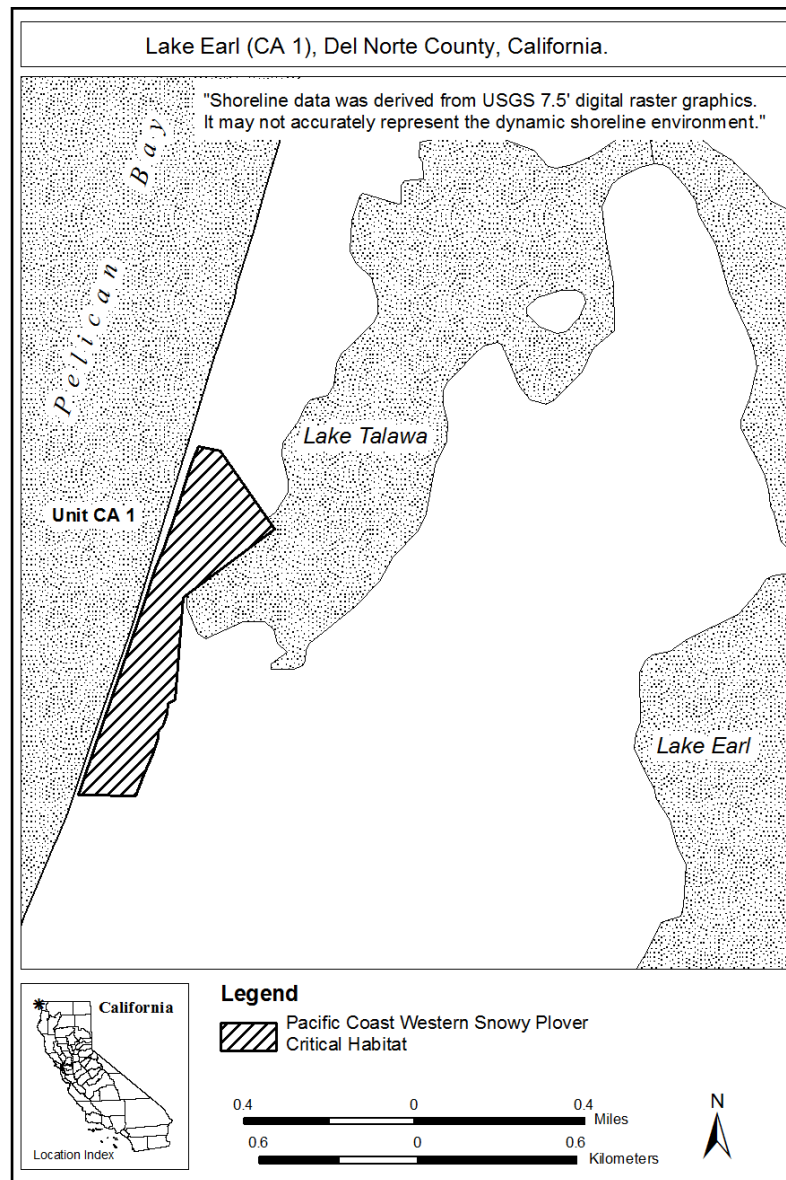 Lake Earl (CA 1), Del Norte County, California.
"Shoreline data was derived from USGS 7.5' digital raster graphics.
It may not accurately represent the dynamic shoreline environment."
Pelican Bay
Lake Talawa
Unit CA 1
Lake Earl
California
Location Index
Legend
Pacific Coast Western Snowy Plover
Critical Habitat
0.4 0 0.4
Miles
0.6 0 0.6
Kilometers
N